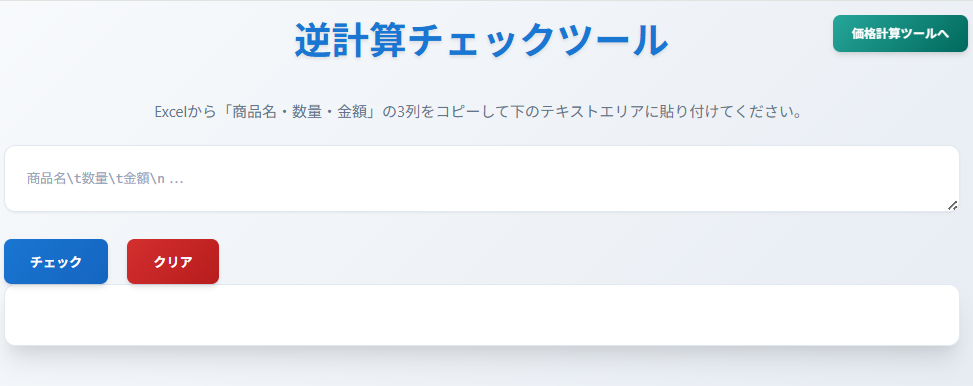 逆計算チェックツール
価格計算ツールへ
Excelから「商品名・数量・金額」の3列をコピーして下のテキストエリアに貼り付けてください。
商品名\t数量\t金額\n ...
チェック
クリア